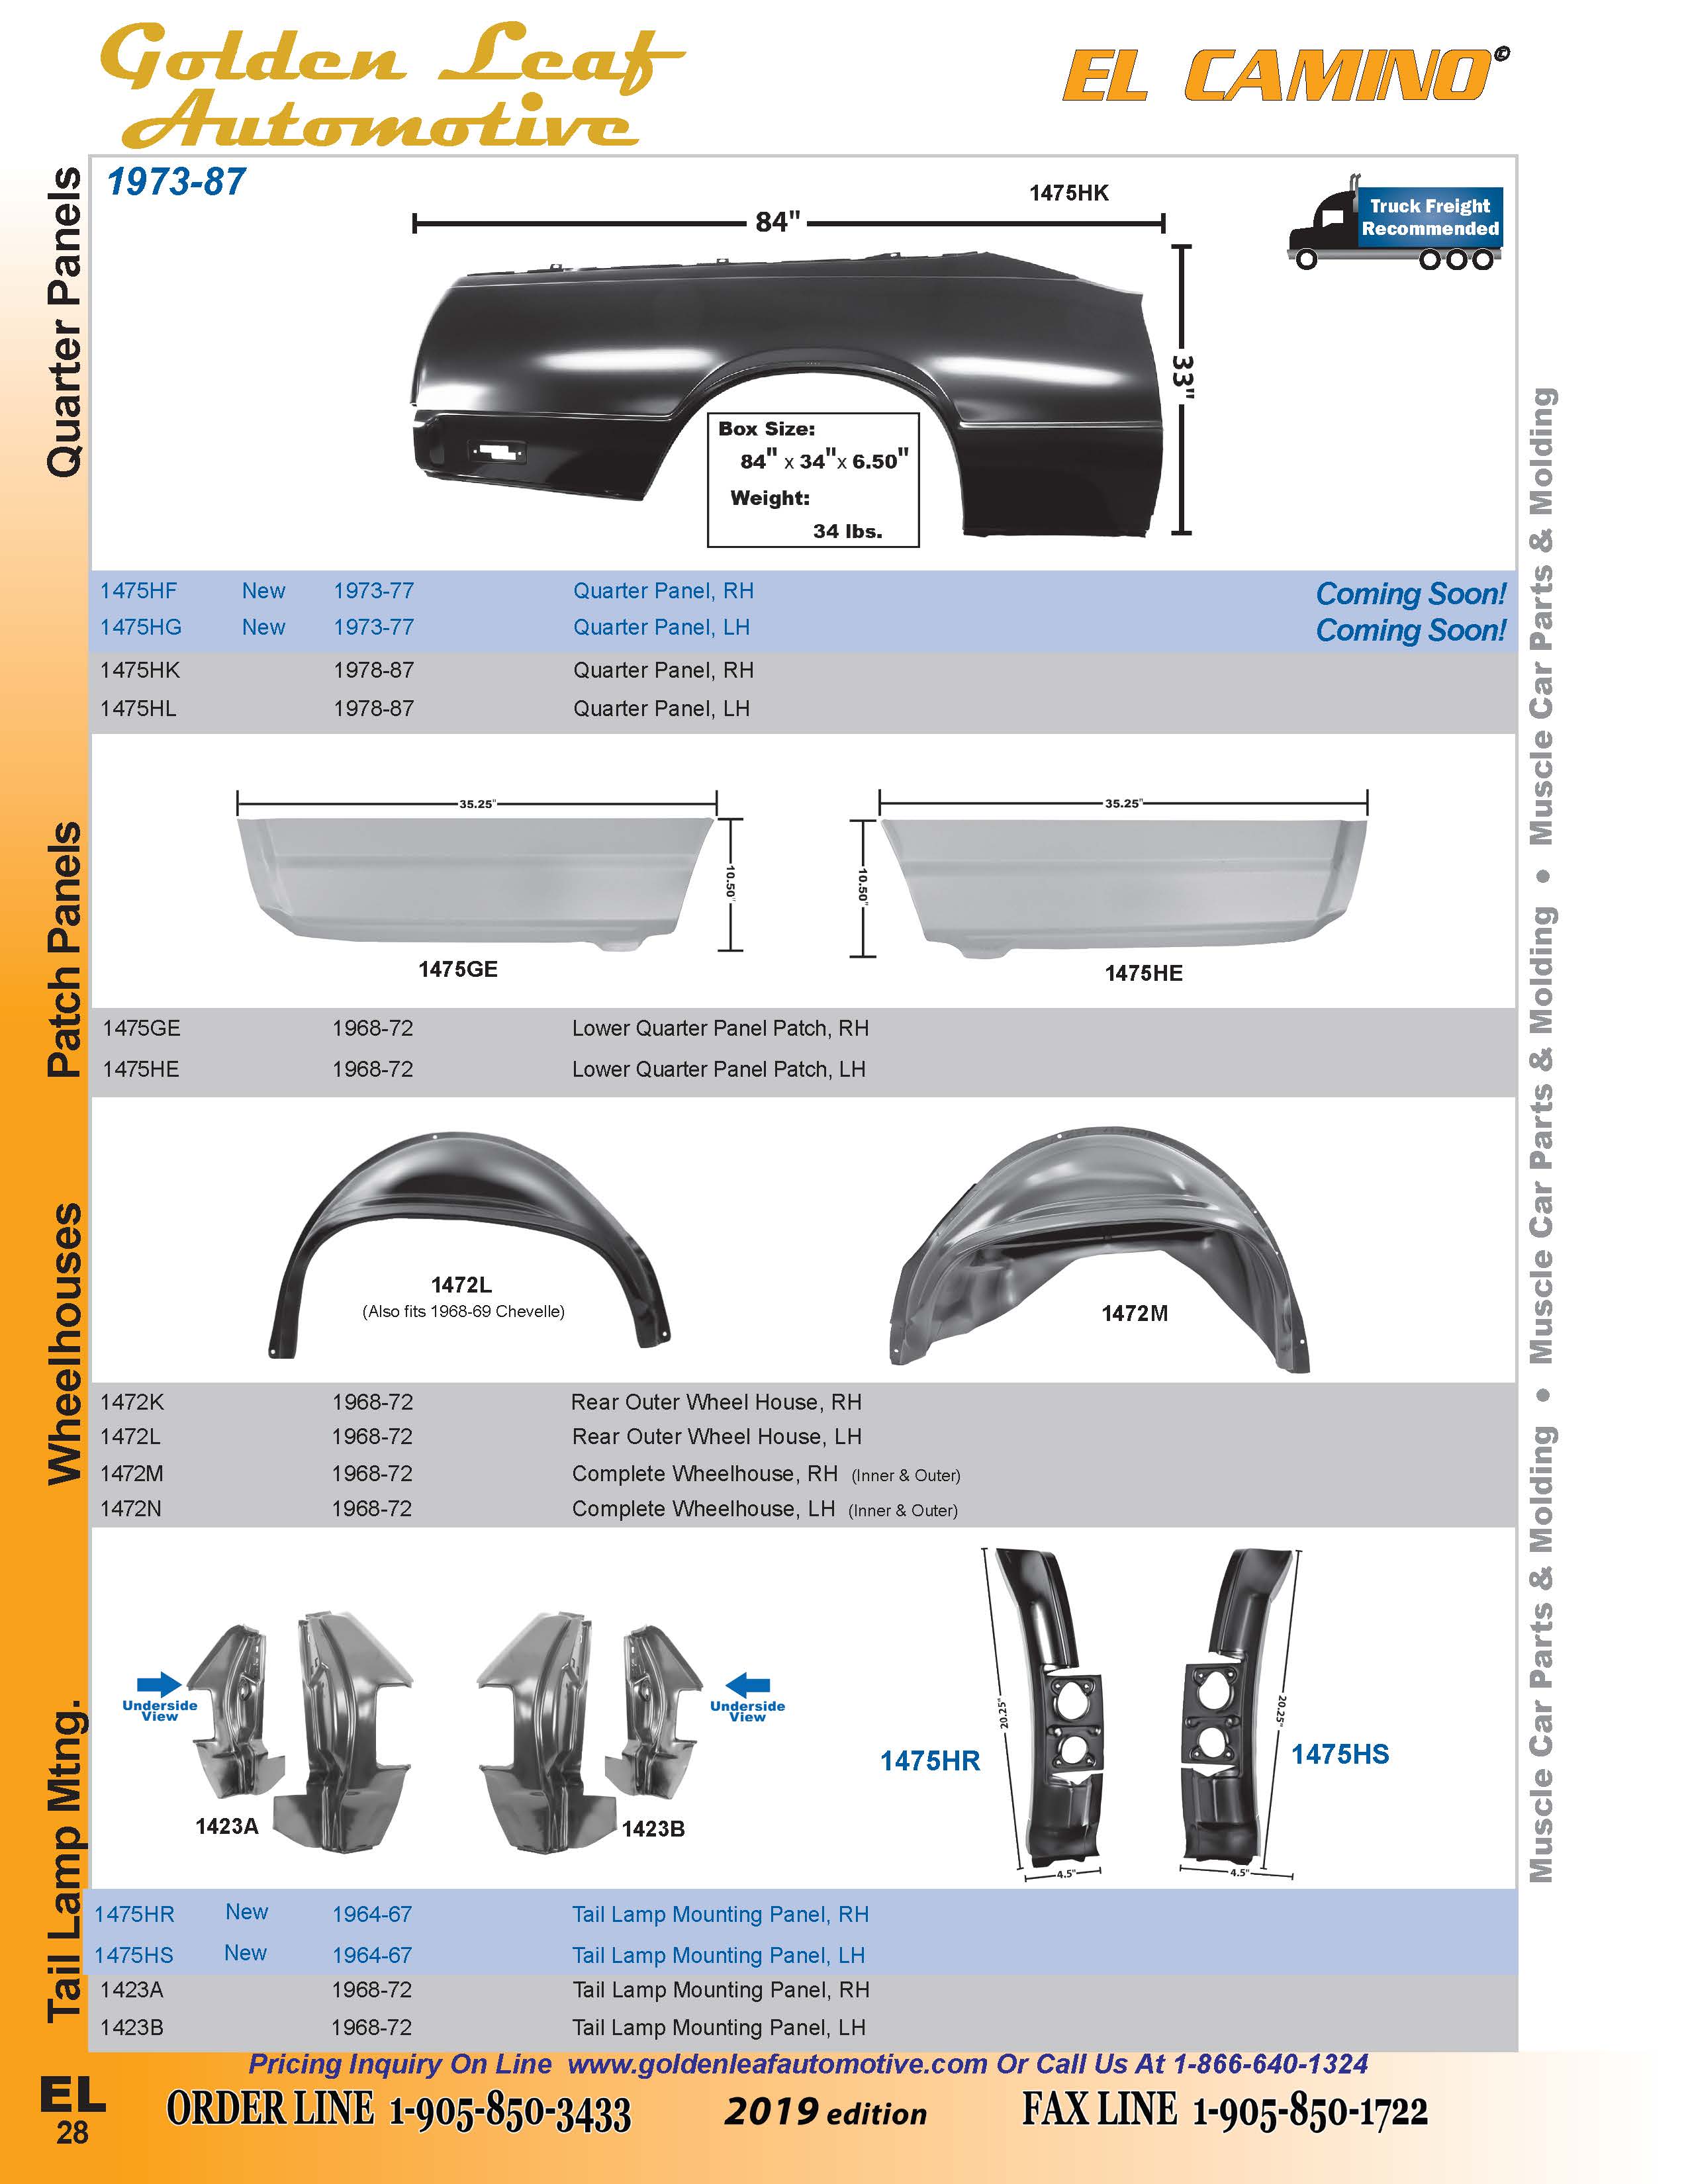 Golden Leaf
Automotive
EL CAMINO©
Quarter Panels
1973-87
1475HK
Truck Freight
Recommended
84"
33"
Box Size:
84" x 34"x 6.50"
Weight:
34 lbs.
1475HF New 1973-77 Quarter Panel, RH Coming Soon!
1475HG New 1973-77 Quarter Panel, LH Coming Soon!
1475HK 1978-87 Quarter Panel, RH
1475HL 1978-87 Quarter Panel, LH
Patch Panels
35.25"
10.50"
1475GE
35.25"
10.50"
1475HE
1475GE 1968-72 Lower Quarter Panel Patch, RH
1475HE 1968-72 Lower Quarter Panel Patch, LH
Wheelhouses
1472L
(Also fits 1968-69 Chevelle)
1472M
1472K 1968-72 Rear Outer Wheel House, RH
1472L 1968-72 Rear Outer Wheel House, LH
1472M 1968-72 Complete Wheelhouse, RH (Inner & Outer)
1472N 1968-72 Complete Wheelhouse, LH (Inner & Outer)
Tail Lamp Mtng.
Underside
View
1423A
Underside
View
1423B
20.25"
1475HR
4.5"
20.25"
1475HS
4.5"
1475HR New 1964-67 Tail Lamp Mounting Panel, RH
1475HS New 1964-67 Tail Lamp Mounting Panel, LH
1423A 1968-72 Tail Lamp Mounting Panel, RH
1423B 1968-72 Tail Lamp Mounting Panel, LH
Muscle Car Parts & Molding • Muscle Car Parts & Molding • Muscle Car Parts & Molding
Pricing Inquiry On Line www.goldenleafautomotive.com Or Call Us At 1-866-640-1324
EL
28
ORDER LINE 1-905-850-3433
2019 edition
FAX LINE 1-905-850-1722